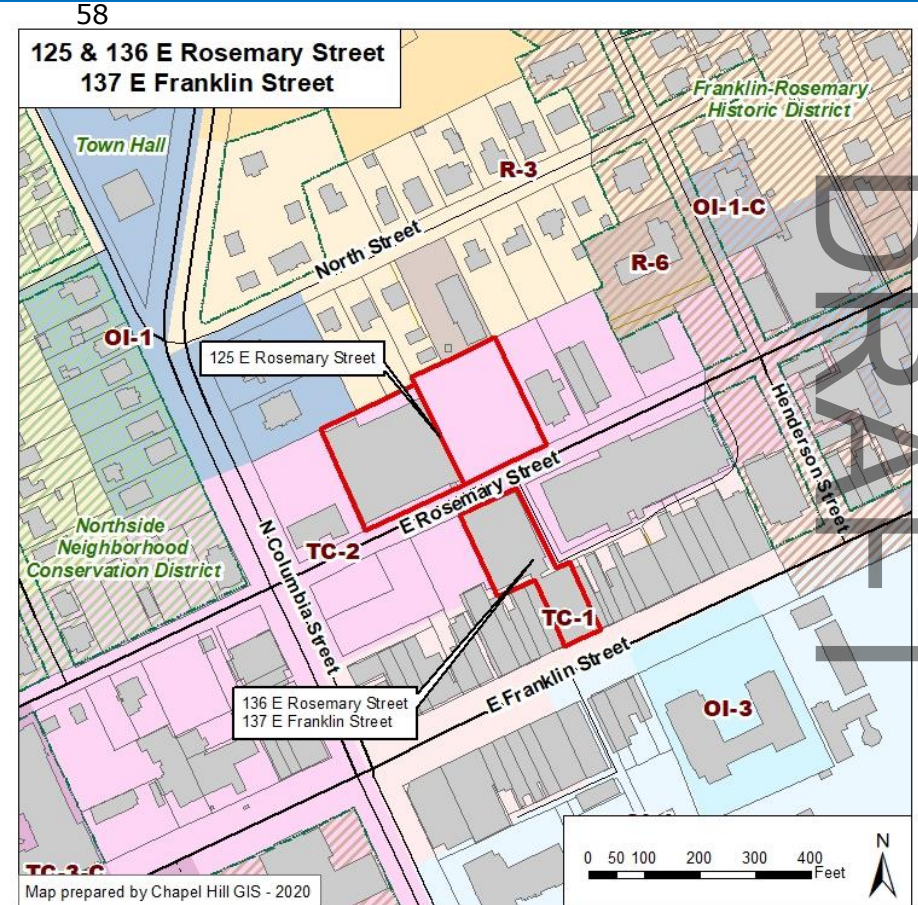 58
125 & 136 E Rosemary Street
137 E Franklin Street
Town Hall
Franklin-Rosemary
Historic District
R-3
OI-1-C
North Street
R-6
OI-1
125 E Rosemary Street
DRAFT
Henderson Street
E Rosemary Street
Northside
Neighborhood
Conservation District
N Columbia Street
TC-2
TC-1
E Franklin Street
136 E Rosemary Street
137 E Franklin Street
OI-3
TC-3-C
0 50 100 200 300 400
Feet
N
Map prepared by Chapel Hill GIS - 2020